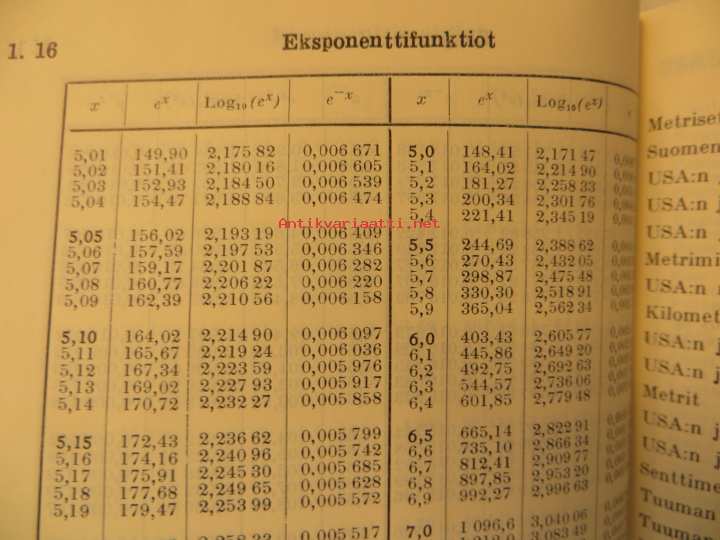 1. 16 Eksponenttifunktiot
x eˣ Log₁₀ (eˣ) e⁻ˣ x eˣ Log₁₀ (eˣ)
5,01 149,90 2,175 82 0,006 671 5,0 148,41 2,171 47
5,02 151,41 2,180 16 0,006 605 5,1 164,02 2,214 90
5,03 152,93 2,184 50 0,006 539 5,2 181,27 2,258 33
5,04 154,47 2,188 84 0,006 474 5,3 200,34 2,301 76
5,4 221,41 2,345 19
Antikvariaatti.net
5,05 156,02 2,193 19 0,006 409
5,06 157,59 2,197 53 0,006 346 5,5 244,69 2,388 62
5,07 159,17 2,201 87 0,006 282 5,6 270,43 2,432 05
5,08 160,77 2,206 22 0,006 220 5,7 298,87 2,475 48
5,09 162,39 2,210 56 0,006 158 5,8 330,30 2,518 91
5,9 365,04 2,562 34
5,10 164,02 2,214 90 0,006 097 6,0 403,43 2,605 77
5,11 165,67 2,219 24 0,006 036 6,1 445,86 2,649 20
5,12 167,34 2,223 59 0,005 976 6,2 492,75 2,692 63
5,13 169,02 2,227 93 0,005 917 6,3 544,57 2,736 06
5,14 170,72 2,232 27 0,005 858 6,4 601,85 2,779 48
5,15 172,43 2,236 62 0,005 799 6,5 665,14 2,822 91
5,16 174,16 2,240 96 0,005 742 6,6 735,10 2,866 34
5,17 175,91 2,245 30 0,005 685 6,7 812,41 2,909 77
5,18 177,68 2,249 65 0,005 628 6,8 897,85 2,953 20
5,19 179,47 2,253 99 0,005 572 6,9 992,27 2,996 63
0,005 517 7,0 1 096,6 3,040 06
Metriset
Suomen
USA:n j
USA:n j
USA:n
Metrimi
USA:n
Kilomet
USA:n j
USA:n j
Metrit
USA:n j
USA:n j
Senttime
Tuuman
Tuuman